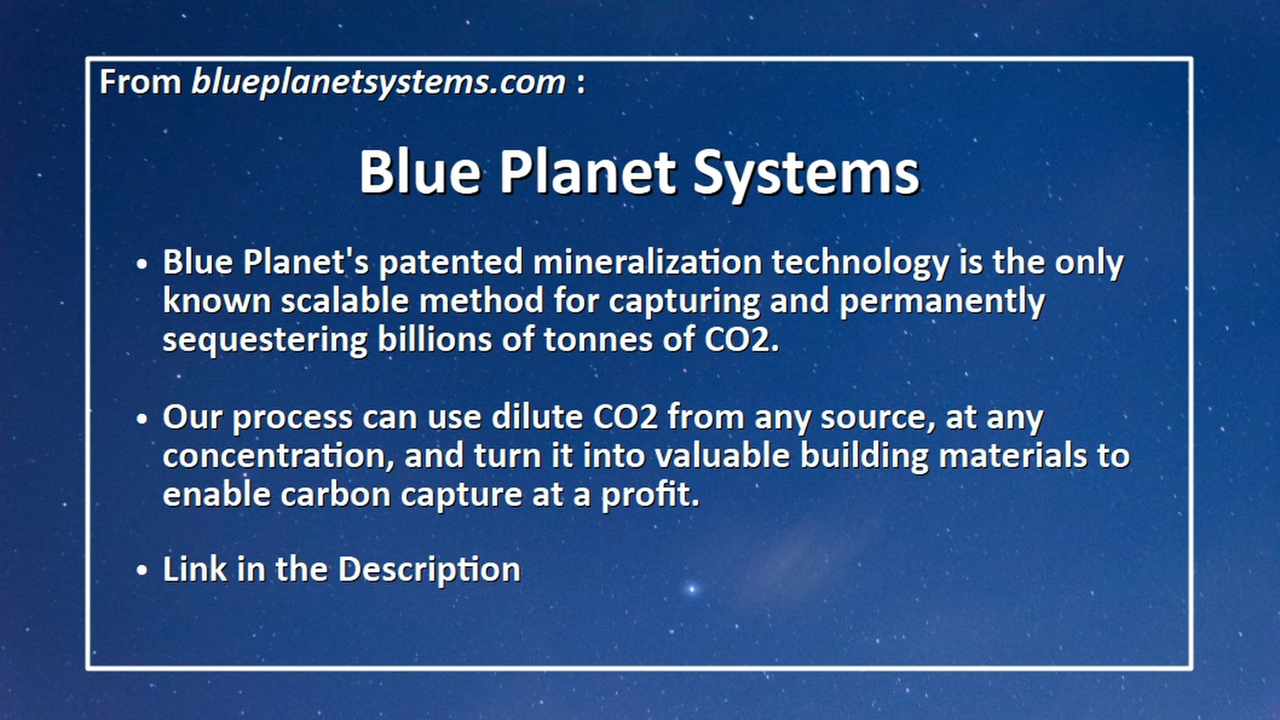 From blueplanetsystems.com :
Blue Planet Systems
• Blue Planet's patented mineralization technology is the only
known scalable method for capturing and permanently
sequestering billions of tonnes of CO2.
• Our process can use dilute CO2 from any source, at any
concentration, and turn it into valuable building materials to
enable carbon capture at a profit.
• Link in the Description